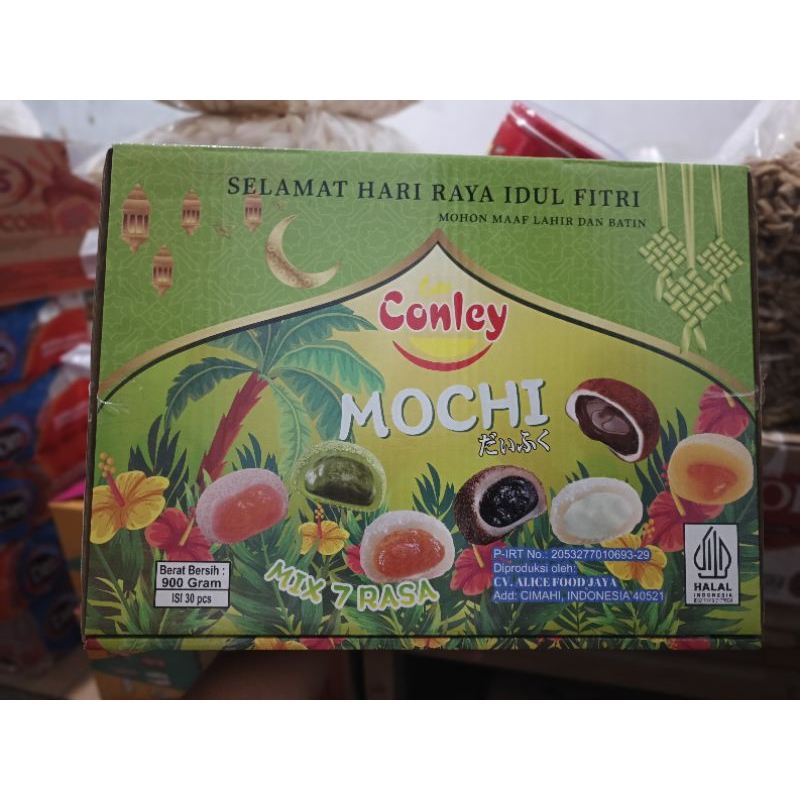 SELAMAT HARI RAYA IDUL FITRI
MOHON MAAF LAHIR DAN BATIN
Conley
MOCHI
だいふく
MIX 7 RASA
Berat Bersih :
900 Gram
ISI 30 pcs
P-IRT No.: 2053277010693-29
Diproduksi oleh:
CV. ALICE FOOD JAYA
Add: CIMAHI, INDONESIA 40521
HALAL
INDONESIA